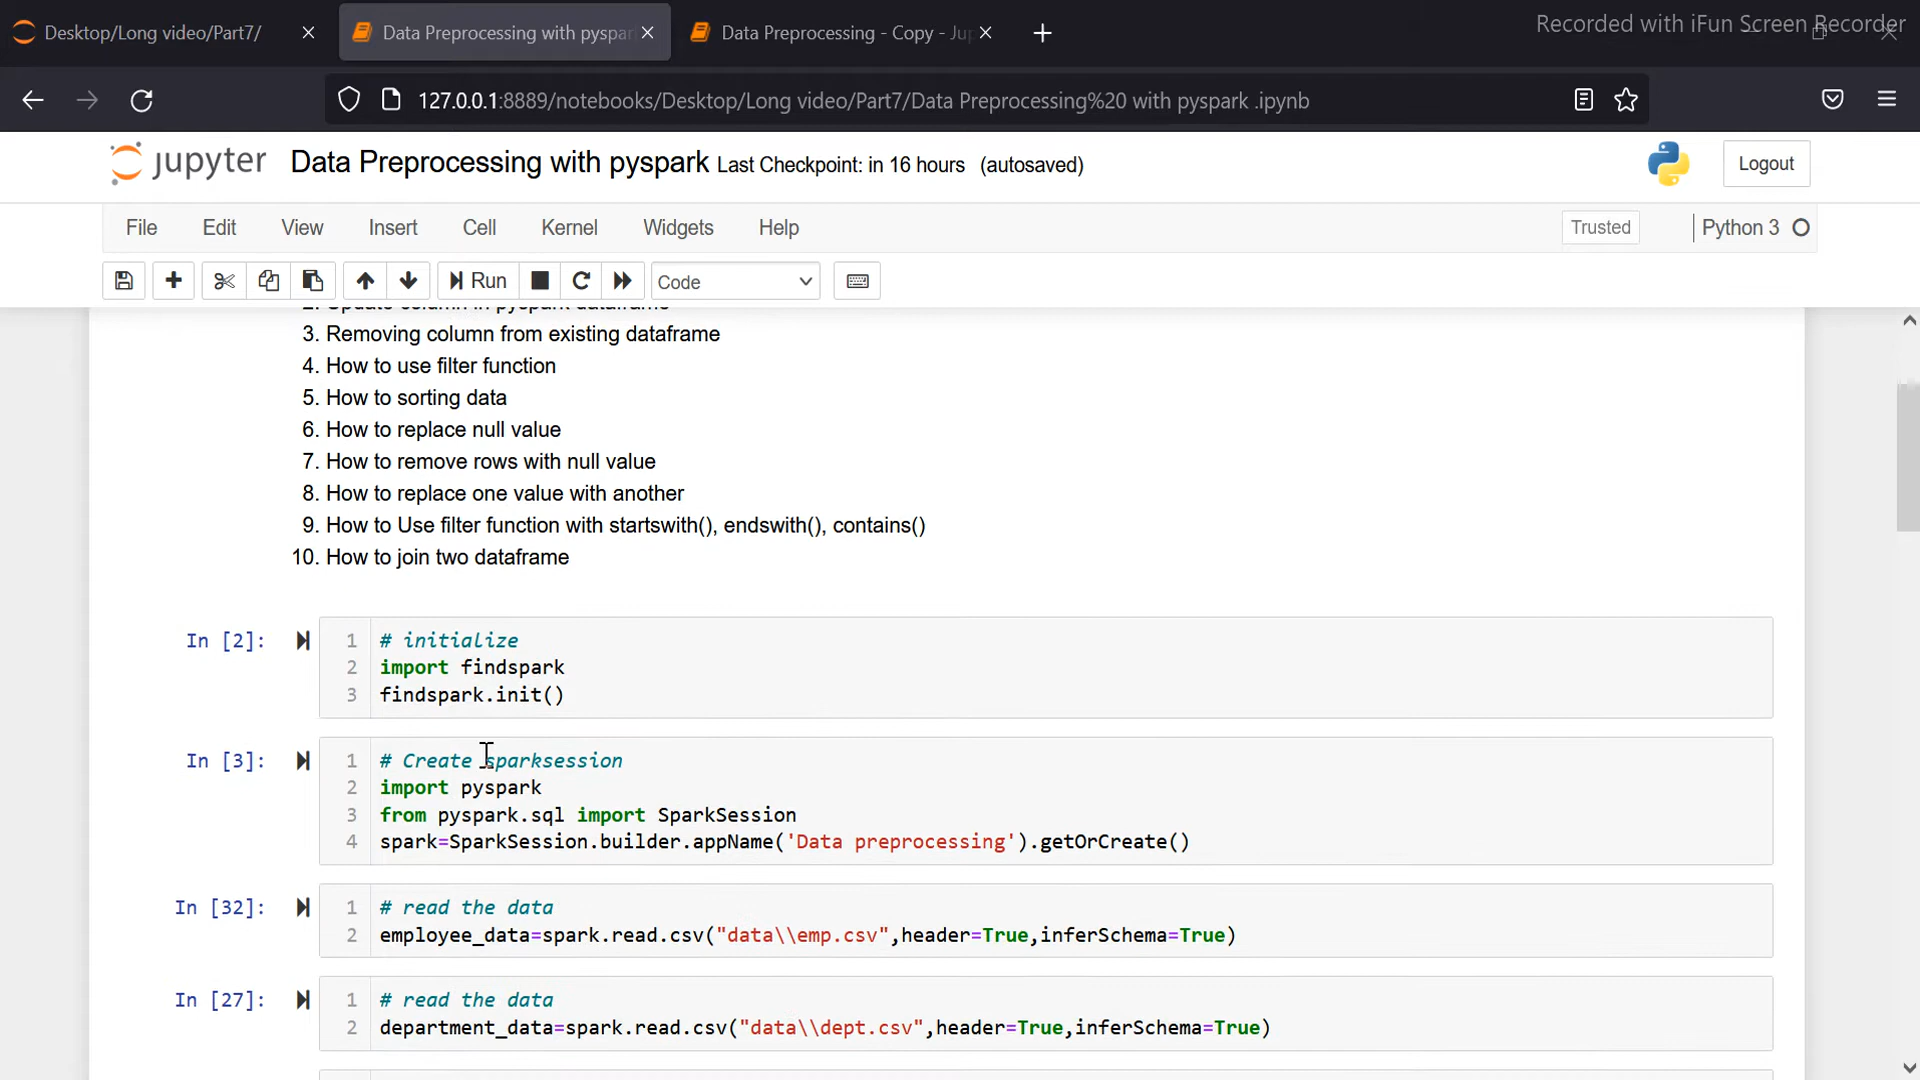 Desktop/Long video/Part7/
Data Preprocessing with pyspar
Data Preprocessing - Copy - Jup
Recorded with iFun Screen Recorder
127.0.0.1:8889/notebooks/Desktop/Long video/Part7/Data Preprocessing%20 with pyspark .ipynb
jupyter Data Preprocessing with pyspark Last Checkpoint: in 16 hours (autosaved)
Logout
File Edit View Insert Cell Kernel Widgets Help
Trusted
Python 3
Run
Code
2. Update column in pyspark dataframe
3. Removing column from existing dataframe
4. How to use filter function
5. How to sorting data
6. How to replace null value
7. How to remove rows with null value
8. How to replace one value with another
9. How to Use filter function with startswith(), endswith(), contains()
10. How to join two dataframe
In [2]:
1 # initialize
2 import findspark
3 findspark.init()
In [3]:
1 # Create sparksession
2 import pyspark
3 from pyspark.sql import SparkSession
4 spark=SparkSession.builder.appName('Data preprocessing').getOrCreate()
In [32]:
1 # read the data
2 employee_data=spark.read.csv("data\\emp.csv",header=True,inferSchema=True)
In [27]:
1 # read the data
2 department_data=spark.read.csv("data\\dept.csv",header=True,inferSchema=True)